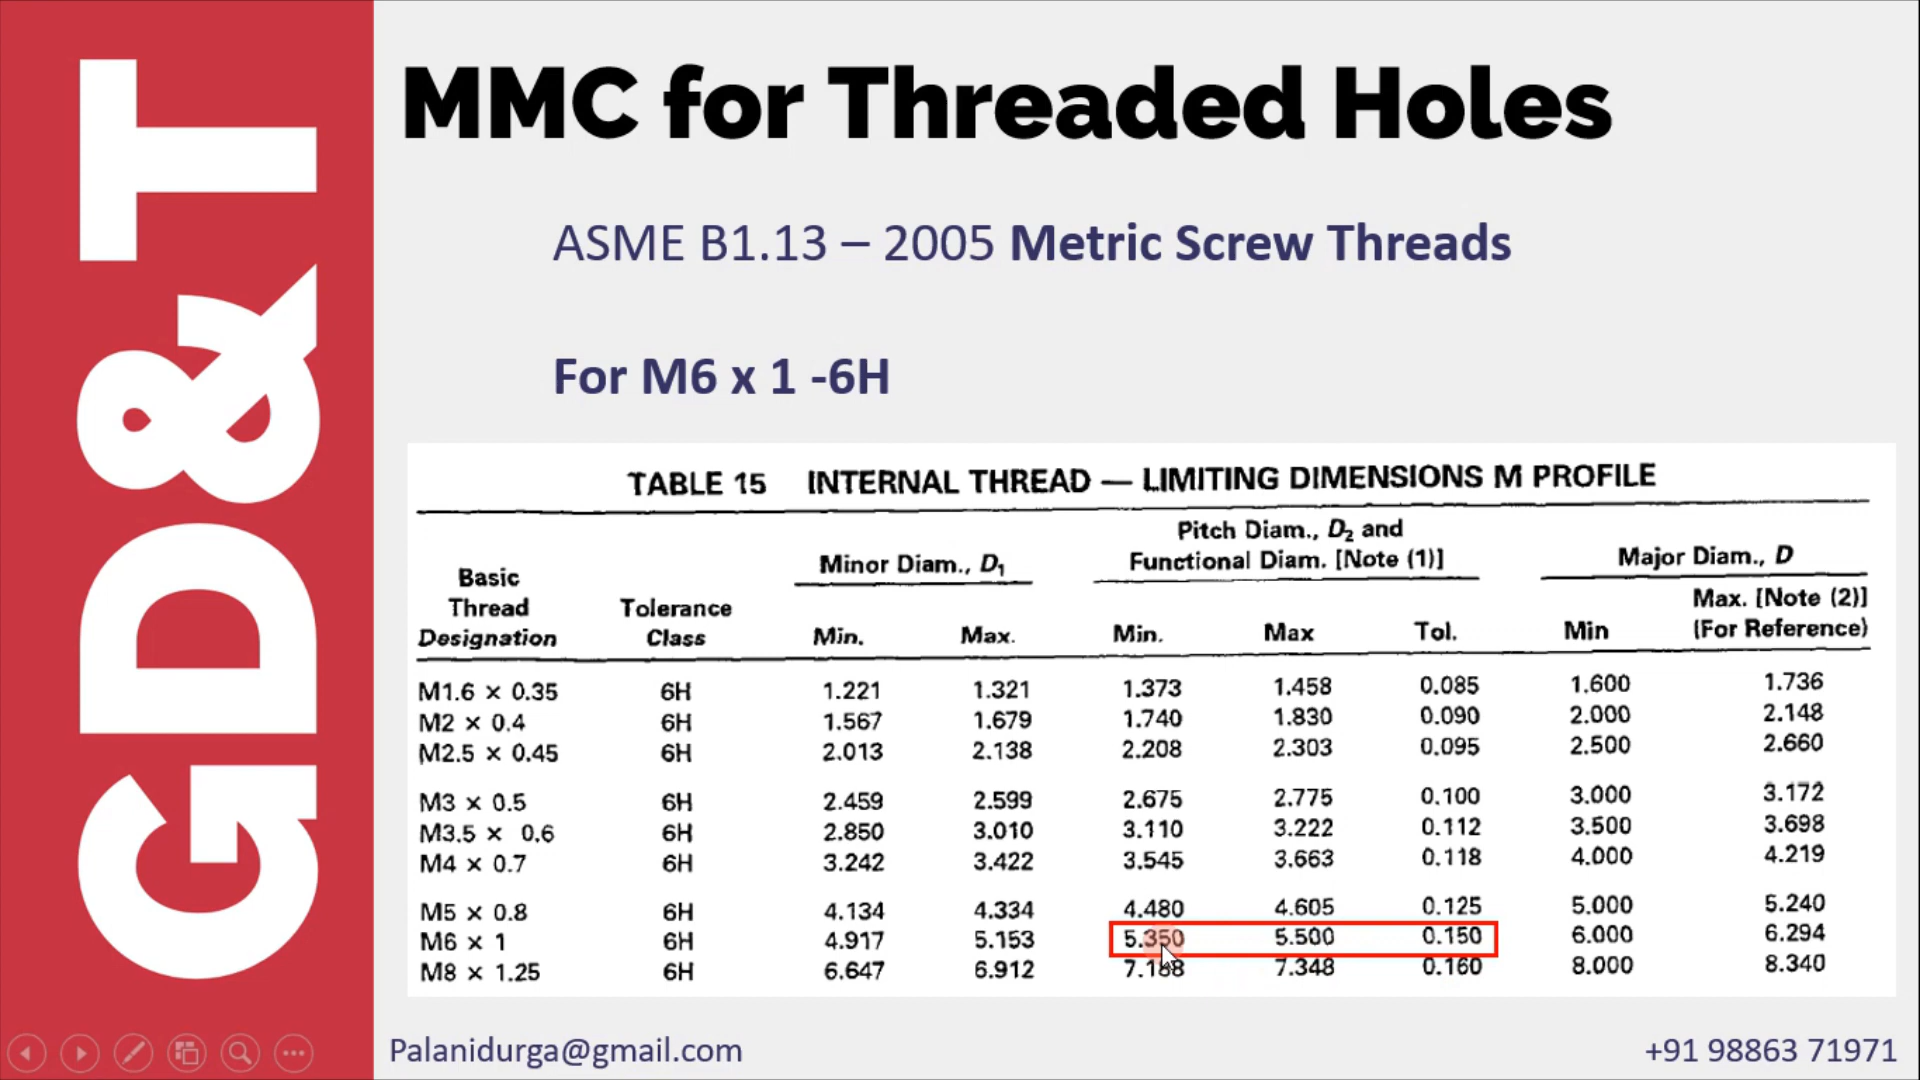 GD&T
MMC for Threaded Holes
ASME B1.13 – 2005 Metric Screw Threads
For M6 x 1 -6H
TABLE 15 INTERNAL THREAD — LIMITING DIMENSIONS M PROFILE
Basic Thread Designation Tolerance Class Minor Diam., D₁ Pitch Diam., D₂ and Functional Diam. [Note (1)] Major Diam., D
Min. Max. Min. Max Tol. Min Max. [Note (2)] (For Reference)
M1.6 × 0.35 6H 1.221 1.321 1.373 1.458 0.085 1.600 1.736
M2 × 0.4 6H 1.567 1.679 1.740 1.830 0.090 2.000 2.148
M2.5 × 0.45 6H 2.013 2.138 2.208 2.303 0.095 2.500 2.660
M3 × 0.5 6H 2.459 2.599 2.675 2.775 0.100 3.000 3.172
M3.5 × 0.6 6H 2.850 3.010 3.110 3.222 0.112 3.500 3.698
M4 × 0.7 6H 3.242 3.422 3.545 3.663 0.118 4.000 4.219
M5 × 0.8 6H 4.134 4.334 4.480 4.605 0.125 5.000 5.240
M6 × 1 6H 4.917 5.153 5.350 5.500 0.150 6.000 6.294
M8 × 1.25 6H 6.647 6.912 7.188 7.348 0.160 8.000 8.340
Palanidurga@gmail.com
+91 98863 71971